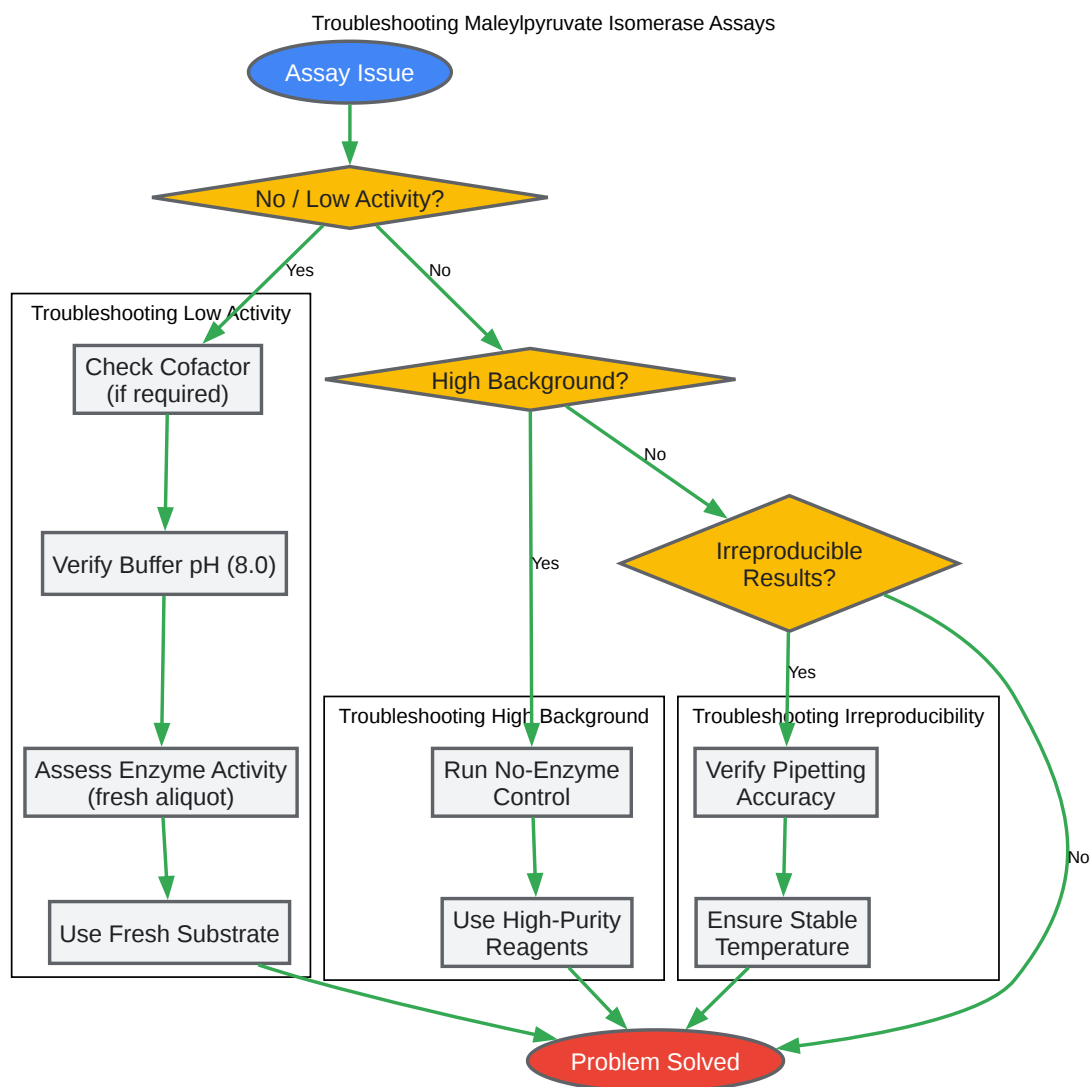 Troubleshooting Maleylpyruvate Isomerase Assays
Assay Issue
No / Low Activity?
Yes
No
Troubleshooting Low Activity
Check Cofactor
(if required)
High Background?
No
Verify Buffer pH (8.0)
Yes
Irreproducible
Results?
Yes
Troubleshooting High Background
Troubleshooting Irreproducibility
Assess Enzyme Activity
(fresh aliquot)
Run No-Enzyme
Control
Verify Pipetting
Accuracy
No
Use Fresh Substrate
Use High-Purity
Reagents
Ensure Stable
Temperature
Problem Solved